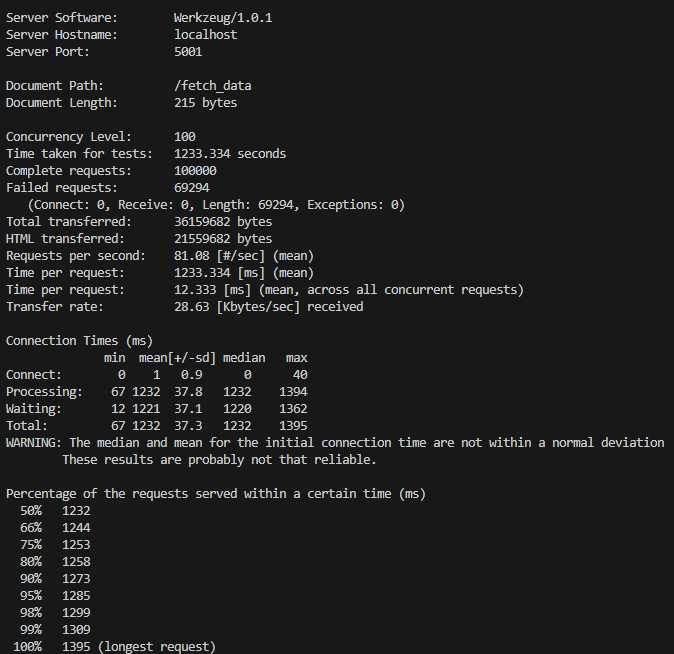 Server Software:        Werkzeug/1.0.1
Server Hostname:        localhost
Server Port:            5001

Document Path:          /fetch_data
Document Length:        215 bytes

Concurrency Level:      100
Time taken for tests:   1233.334 seconds
Complete requests:      100000
Failed requests:        69294
   (Connect: 0, Receive: 0, Length: 69294, Exceptions: 0)
Total transferred:      36159682 bytes
HTML transferred:       21559682 bytes
Requests per second:    81.08 [#/sec] (mean)
Time per request:       1233.334 [ms] (mean)
Time per request:       12.333 [ms] (mean, across all concurrent requests)
Transfer rate:          28.63 [Kbytes/sec] received

Connection Times (ms)
              min  mean[+/-sd] median   max
Connect:        0    1   0.9      0      40
Processing:    67 1232  37.8   1232    1394
Waiting:       12 1221  37.1   1220    1362
Total:         67 1232  37.3   1232    1395
WARNING: The median and mean for the initial connection time are not within a normal deviation
        These results are probably not that reliable.

Percentage of the requests served within a certain time (ms)
  50%   1232
  66%   1244
  75%   1253
  80%   1258
  90%   1273
  95%   1285
  98%   1299
  99%   1309
 100%   1395 (longest request)